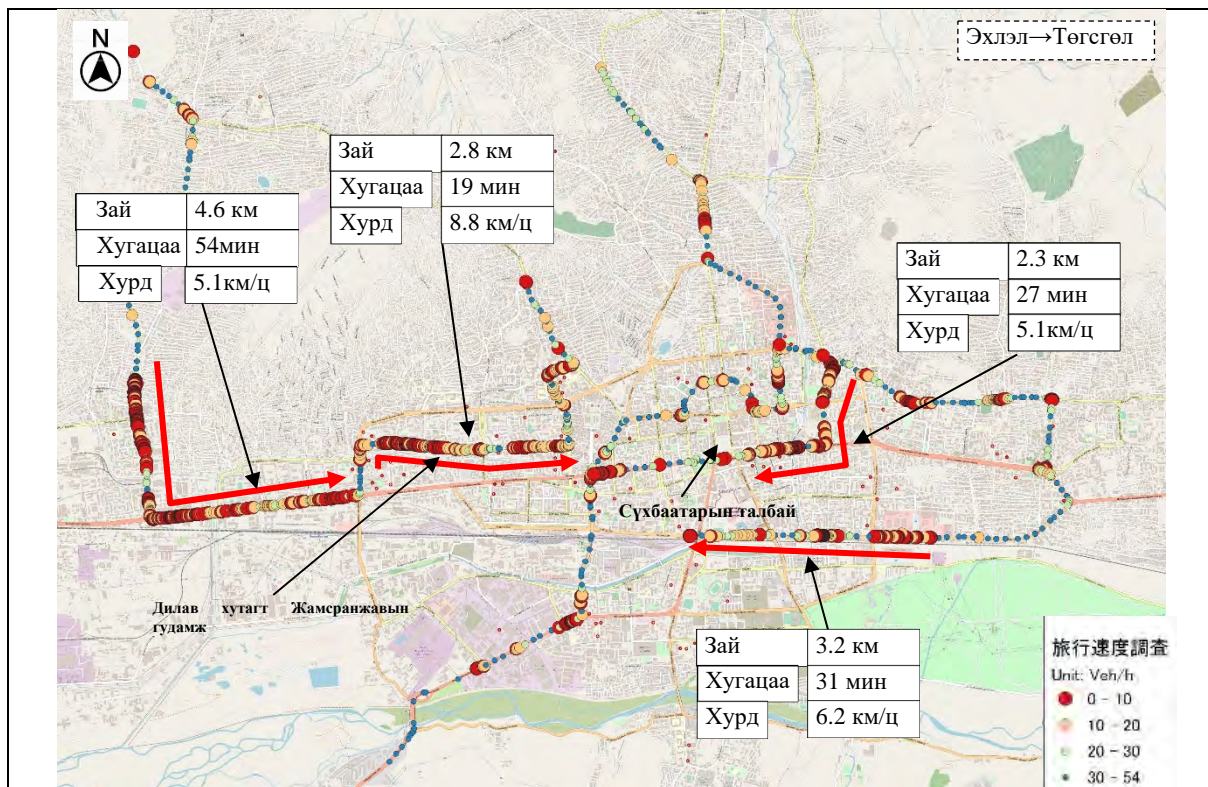 N
Эхлэл→Төгсгөл
Зай 2.8 км
Хугацаа 19 мин
Хурд 8.8 км/ц
Зай 4.6 км
Хугацаа 54мин
Хурд 5.1км/ц
Зай 2.3 км
Хугацаа 27 мин
Хурд 5.1км/ц
Сүхбаатарын талбай
Дилав хутагт Жамсранжавын
гудамж
Зай 3.2 км
Хугацаа 31 мин
Хурд 6.2 км/ц
旅行速度調査
Unit: Veh/h
0 - 10
10 - 20
20 - 30
30 - 54